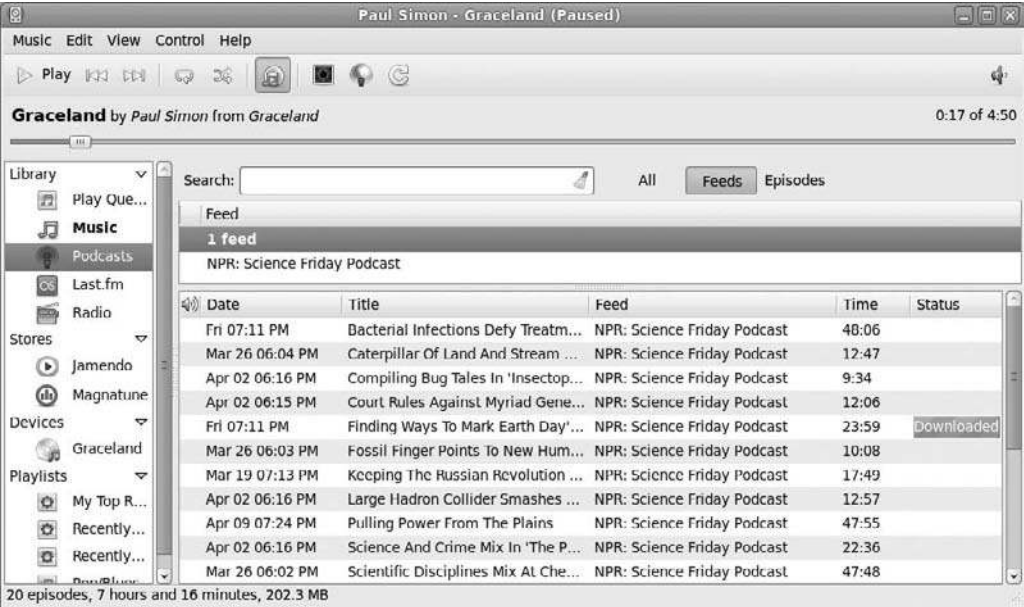 Paul Simon - Graceland (Paused)
Music Edit View Control Help
Play
Graceland by Paul Simon from Graceland 0:17 of 4:50
Library
Play Que...
Music
Podcasts
Last.fm
Radio
Stores
Jamendo
Magnatune
Devices
Graceland
Playlists
My Top R...
Recently...
Recently...
Search: All Feeds Episodes
Feed
1 feed
NPR: Science Friday Podcast
Date Title Feed Time Status
Fri 07:11 PM Bacterial Infections Defy Treatm... NPR: Science Friday Podcast 48:06
Mar 26 06:04 PM Caterpillar Of Land And Stream ... NPR: Science Friday Podcast 12:47
Apr 02 06:16 PM Compiling Bug Tales In 'Insectop... NPR: Science Friday Podcast 9:34
Apr 02 06:15 PM Court Rules Against Myriad Gene... NPR: Science Friday Podcast 12:06
Fri 07:11 PM Finding Ways To Mark Earth Day'... NPR: Science Friday Podcast 23:59 Downloaded
Mar 26 06:03 PM Fossil Finger Points To New Hum... NPR: Science Friday Podcast 10:08
Mar 19 07:13 PM Keeping The Russian Revolution ... NPR: Science Friday Podcast 17:49
Apr 02 06:16 PM Large Hadron Collider Smashes ... NPR: Science Friday Podcast 12:57
Apr 09 07:24 PM Pulling Power From The Plains NPR: Science Friday Podcast 47:55
Apr 02 06:16 PM Science And Crime Mix In 'The P... NPR: Science Friday Podcast 22:36
Mar 26 06:02 PM Scientific Disciplines Mix At Che... NPR: Science Friday Podcast 47:48
20 episodes, 7 hours and 16 minutes, 202.3 MB